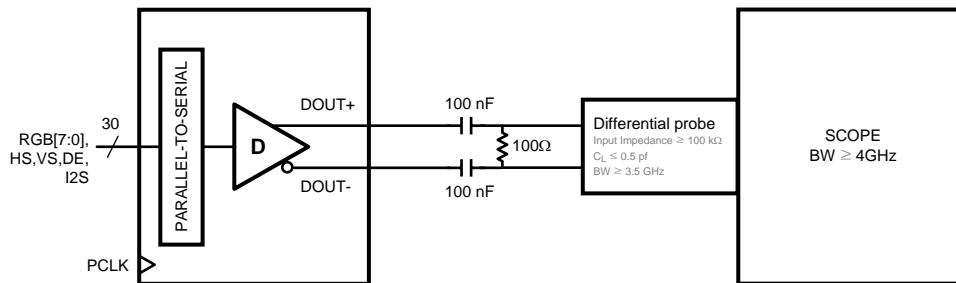 RGB[7:0],
HS,VS,DE,
I2S
30
PCLK
PARALLEL-TO-SERIAL
D
DOUT+
DOUT-
100 nF
100Ω
100 nF
Differential probe
Input Impedance ≥ 100 kΩ
CL ≤ 0.5 pf
BW ≥ 3.5 GHz
SCOPE
BW ≥ 4GHz